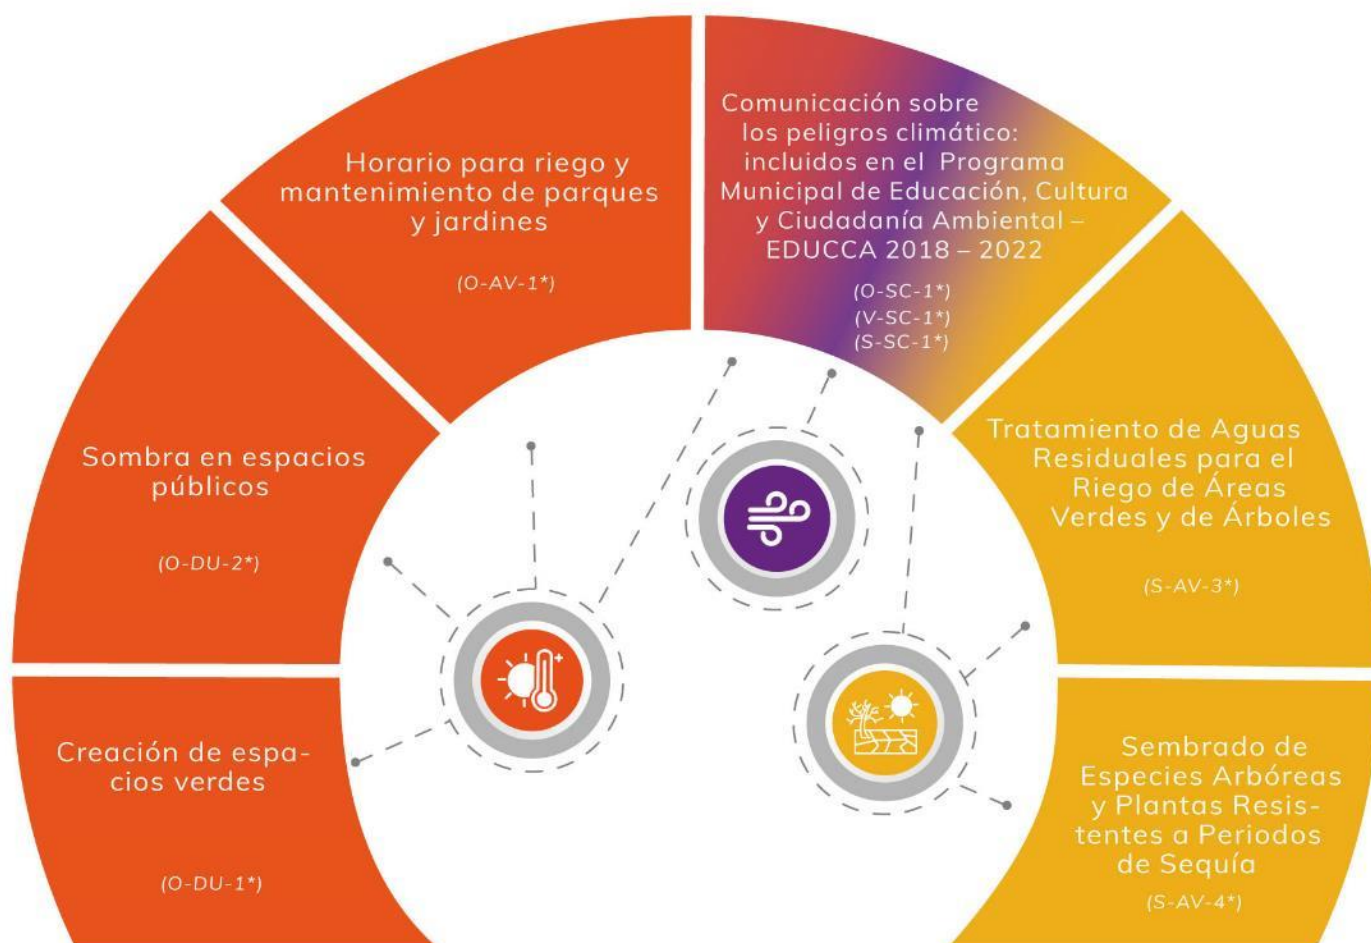 Comunicación sobre
los peligros climático:
incluidos en el Programa
Municipal de Educación, Cultura
y Ciudadanía Ambiental –
EDUCCA 2018 – 2022
(O-SC-1*)
(V-SC-1*)
(S-SC-1*)
Horario para riego y
mantenimiento de parques
y jardines
(O-AV-1*)
Sombra en espacios
públicos
(O-DU-2*)
Creación de espa-
cios verdes
(O-DU-1*)
Tratamiento de Aguas
Residuales para el
Riego de Áreas
Verdes y de Árboles
(S-AV-3*)
Sembrado de
Especies Arbóreas
y Plantas Resis-
tentes a Periodos
de Sequía
(S-AV-4*)